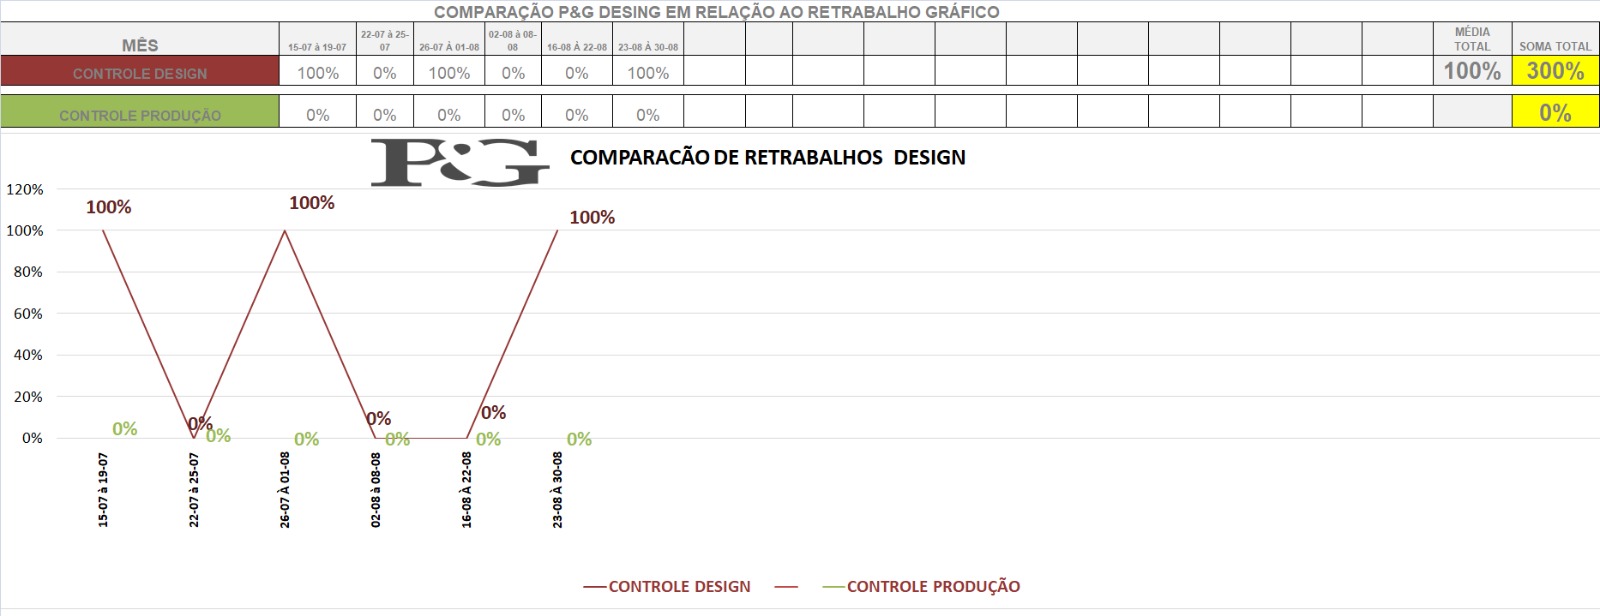 COMPARAÇÃO P&G DESING EM RELAÇÃO AO RETRABALHO GRÁFICO
MÊS 15-07 à 19-07 22-07 à 25-07 26-07 À 01-08 02-08 à 08-08 16-08 À 22-08 23-08 À 30-08 MÉDIA TOTAL SOMA TOTAL
CONTROLE DESIGN 100% 0% 100% 0% 0% 100% 100% 300%
CONTROLE PRODUÇÃO 0% 0% 0% 0% 0% 0% 0%
P&G COMPARACÃO DE RETRABALHOS DESIGN
120%
100%
80%
60%
40%
20%
0%
100% 0% 100% 0% 0% 100%
0% 0% 0% 0% 0% 0%
15-07 à 19-07
22-07 à 25-07
26-07 À 01-08
02-08 à 08-08
16-08 À 22-08
23-08 À 30-08
CONTROLE DESIGN CONTROLE PRODUÇÃO